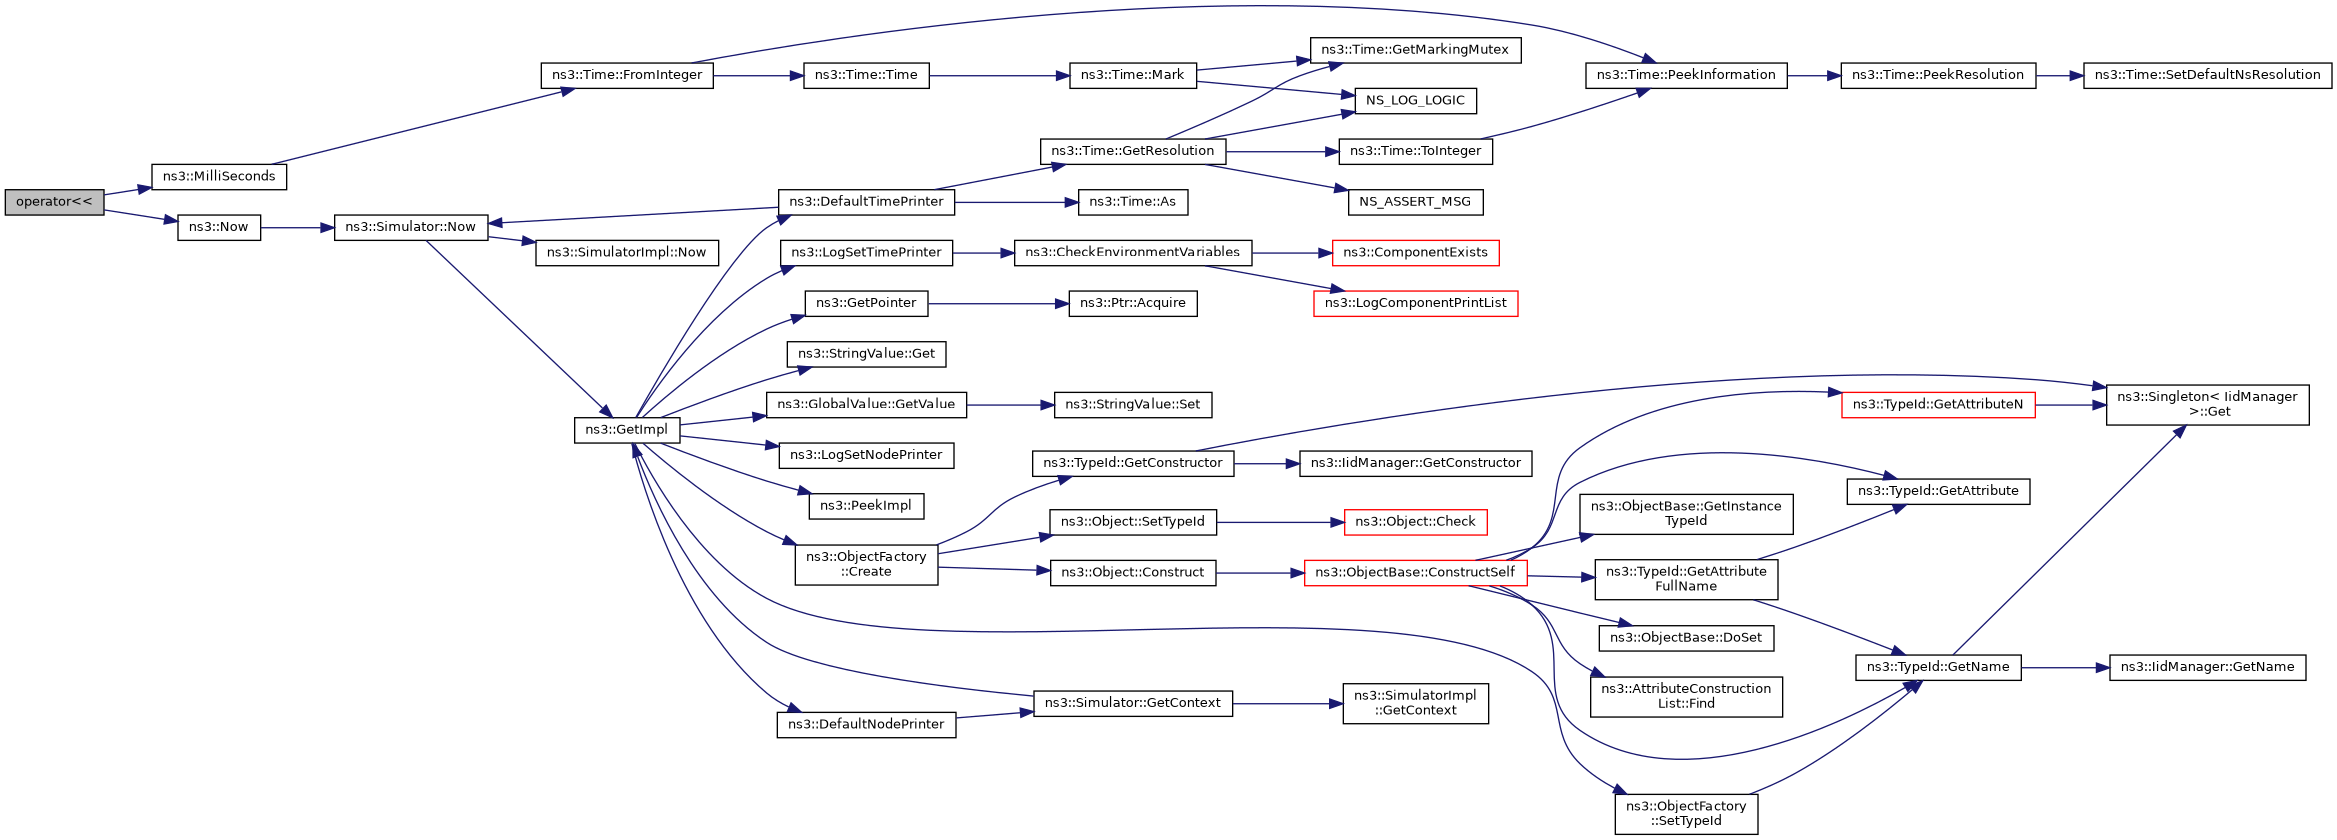 operator<<
ns3::MilliSeconds
ns3::Now
ns3::Simulator::Now
ns3::Time::FromInteger
ns3::SimulatorImpl::Now
ns3::GetImpl
ns3::Time::Time
ns3::DefaultTimePrinter
ns3::LogSetTimePrinter
ns3::GetPointer
ns3::StringValue::Get
ns3::GlobalValue::GetValue
ns3::LogSetNodePrinter
ns3::PeekImpl
ns3::ObjectFactory
::Create
ns3::DefaultNodePrinter
ns3::Time::Mark
ns3::Time::GetResolution
ns3::Time::As
ns3::CheckEnvironmentVariables
ns3::Ptr::Acquire
ns3::StringValue::Set
ns3::TypeId::GetConstructor
ns3::Object::SetTypeId
ns3::Object::Construct
ns3::Simulator::GetContext
ns3::Time::GetMarkingMutex
NS_LOG_LOGIC
ns3::Time::ToInteger
NS_ASSERT_MSG
ns3::ComponentExists
ns3::LogComponentPrintList
ns3::IidManager::GetConstructor
ns3::Object::Check
ns3::ObjectBase::ConstructSelf
ns3::SimulatorImpl
::GetContext
ns3::Time::PeekInformation
ns3::ObjectBase::GetInstance
TypeId
ns3::TypeId::GetAttribute
FullName
ns3::ObjectBase::DoSet
ns3::AttributeConstruction
List::Find
ns3::ObjectFactory
::SetTypeId
ns3::Time::PeekResolution
ns3::TypeId::GetAttributeN
ns3::TypeId::GetAttribute
ns3::TypeId::GetName
ns3::Time::SetDefaultNsResolution
ns3::Singleton< IidManager
>::Get
ns3::IidManager::GetName